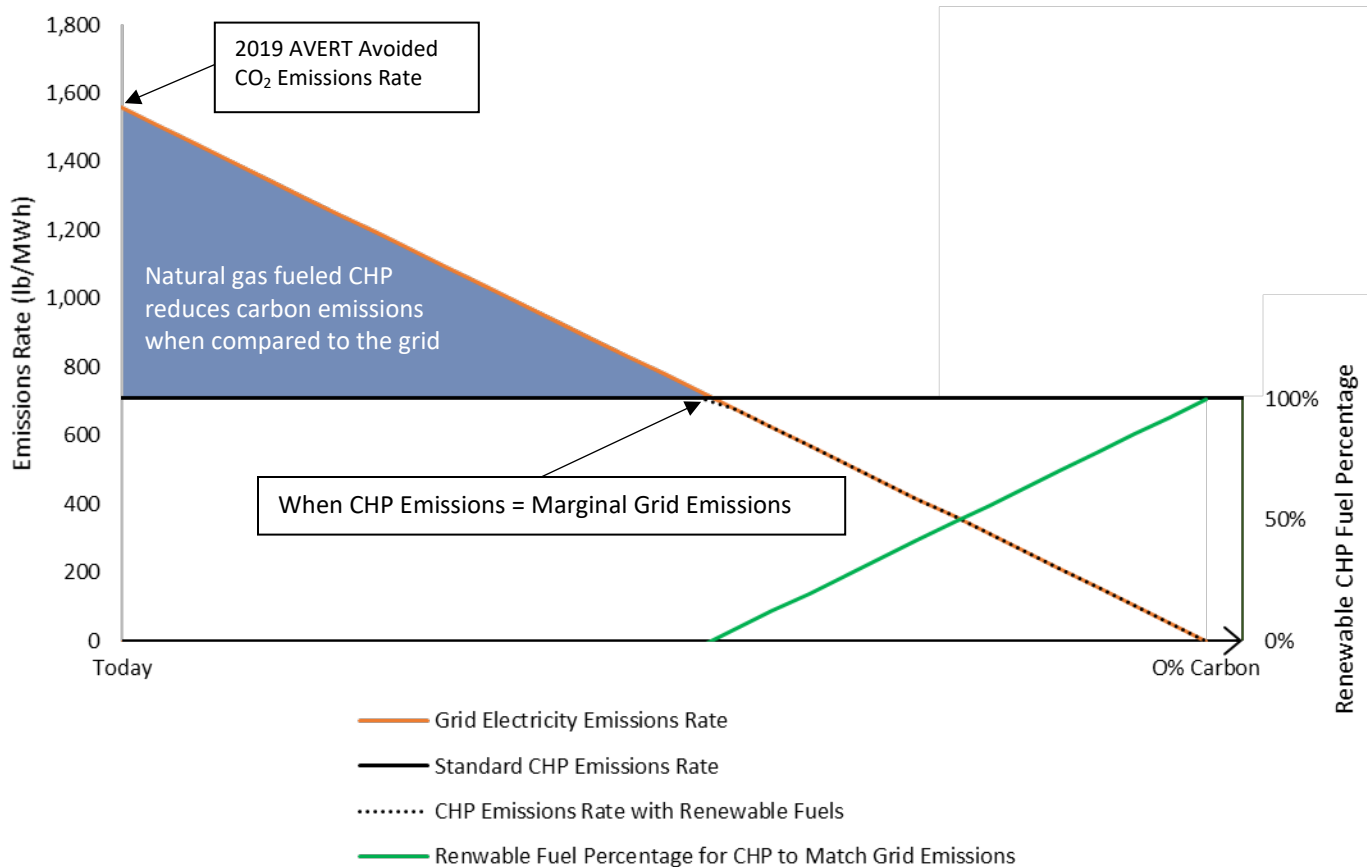 1,800
1,600
1,400
1,200
1,000
800
600
400
200
0
Emissions Rate (lb/MWh)
2019 AVERT Avoided
CO₂ Emissions Rate
Natural gas fueled CHP
reduces carbon emissions
when compared to the grid
When CHP Emissions = Marginal Grid Emissions
100%
50%
0%
Renewable CHP Fuel Percentage
Today
O% Carbon
Grid Electricity Emissions Rate
Standard CHP Emissions Rate
CHP Emissions Rate with Renewable Fuels
Renwable Fuel Percentage for CHP to Match Grid Emissions